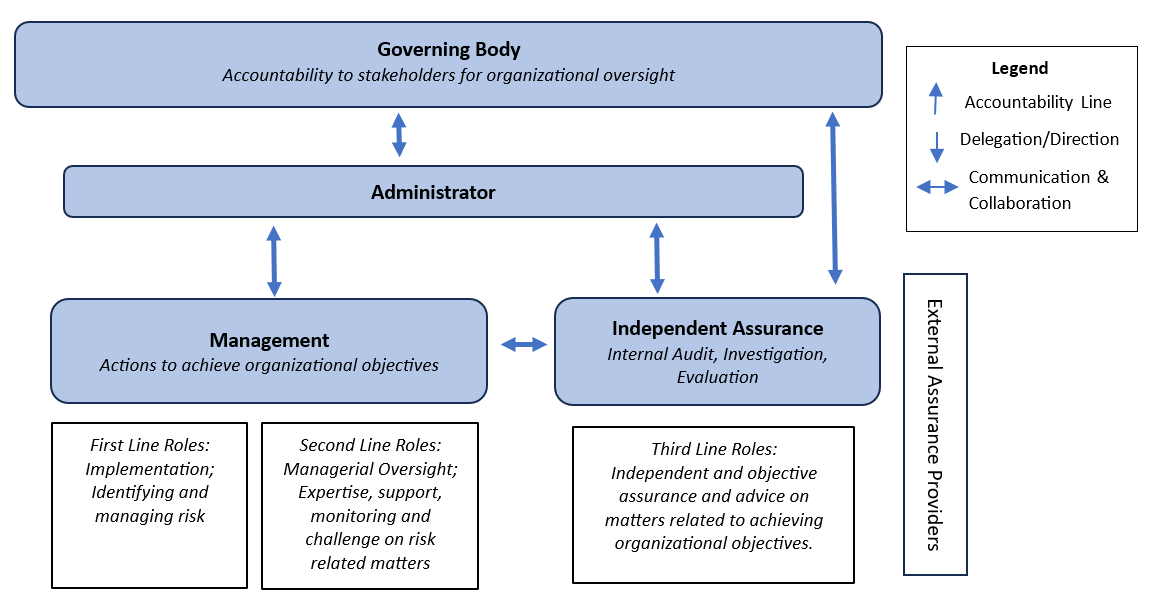 Governing Body
Accountability to stakeholders for organizational oversight
Legend
Accountability Line
Delegation/Direction
Communication &
Collaboration
Administrator
Management
Actions to achieve organizational objectives
Independent Assurance
Internal Audit, Investigation,
Evaluation
External Assurance Providers
First Line Roles:
Implementation;
Identifying and
managing risk
Second Line Roles:
Managerial Oversight;
Expertise, support,
monitoring and
challenge on risk
related matters
Third Line Roles:
Independent and objective
assurance and advice on
matters related to achieving
organizational objectives.